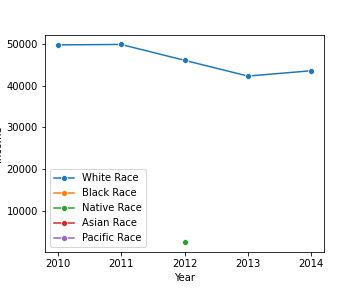 50000
40000
30000
20000
10000
White Race
Black Race
Native Race
Asian Race
Pacific Race
2010 2011 2012 2013 2014
Year